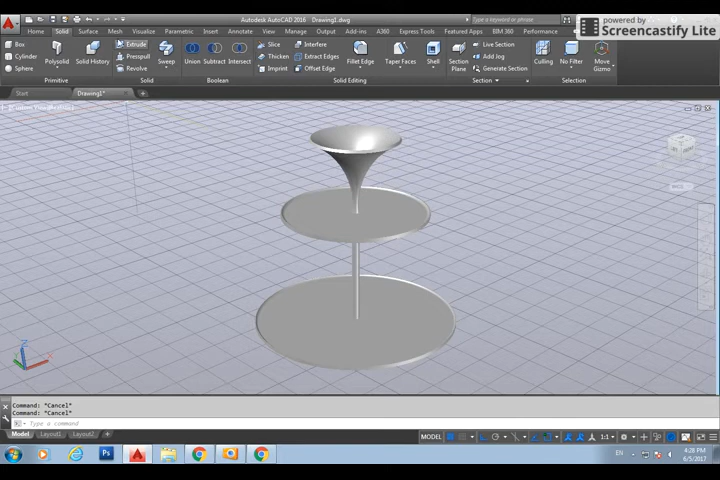 Autodesk AutoCAD 2016 Drawing1.dwg
Type a keyword or phrase
Sign In
powered by
Screencastify Lite
Home Solid Surface Mesh Visualize Parametric Insert Annotate View Manage Output Add-ins A360 Express Tools Featured Apps BIM 360 Performance
Box
Cylinder
Sphere
Polysolid
Solid History
Extrude
Presspull
Revolve
Sweep
Union
Subtract
Intersect
Slice
Thicken
Imprint
Interfere
Extract Edges
Offset Edge
Fillet Edge
Taper Faces
Shell
Section
Plane
Live Section
Add Jog
Generate Section
Culling
No Filter
Move
Gizmo
Primitive Solid Boolean Solid Editing Section Selection
Start Drawing1*
Z
X
Command: *Cancel*
Command: *Cancel*
Type a command
Model Layout1 Layout2
MODEL
1:1
Ps
EN
4:28 PM
6/5/2017